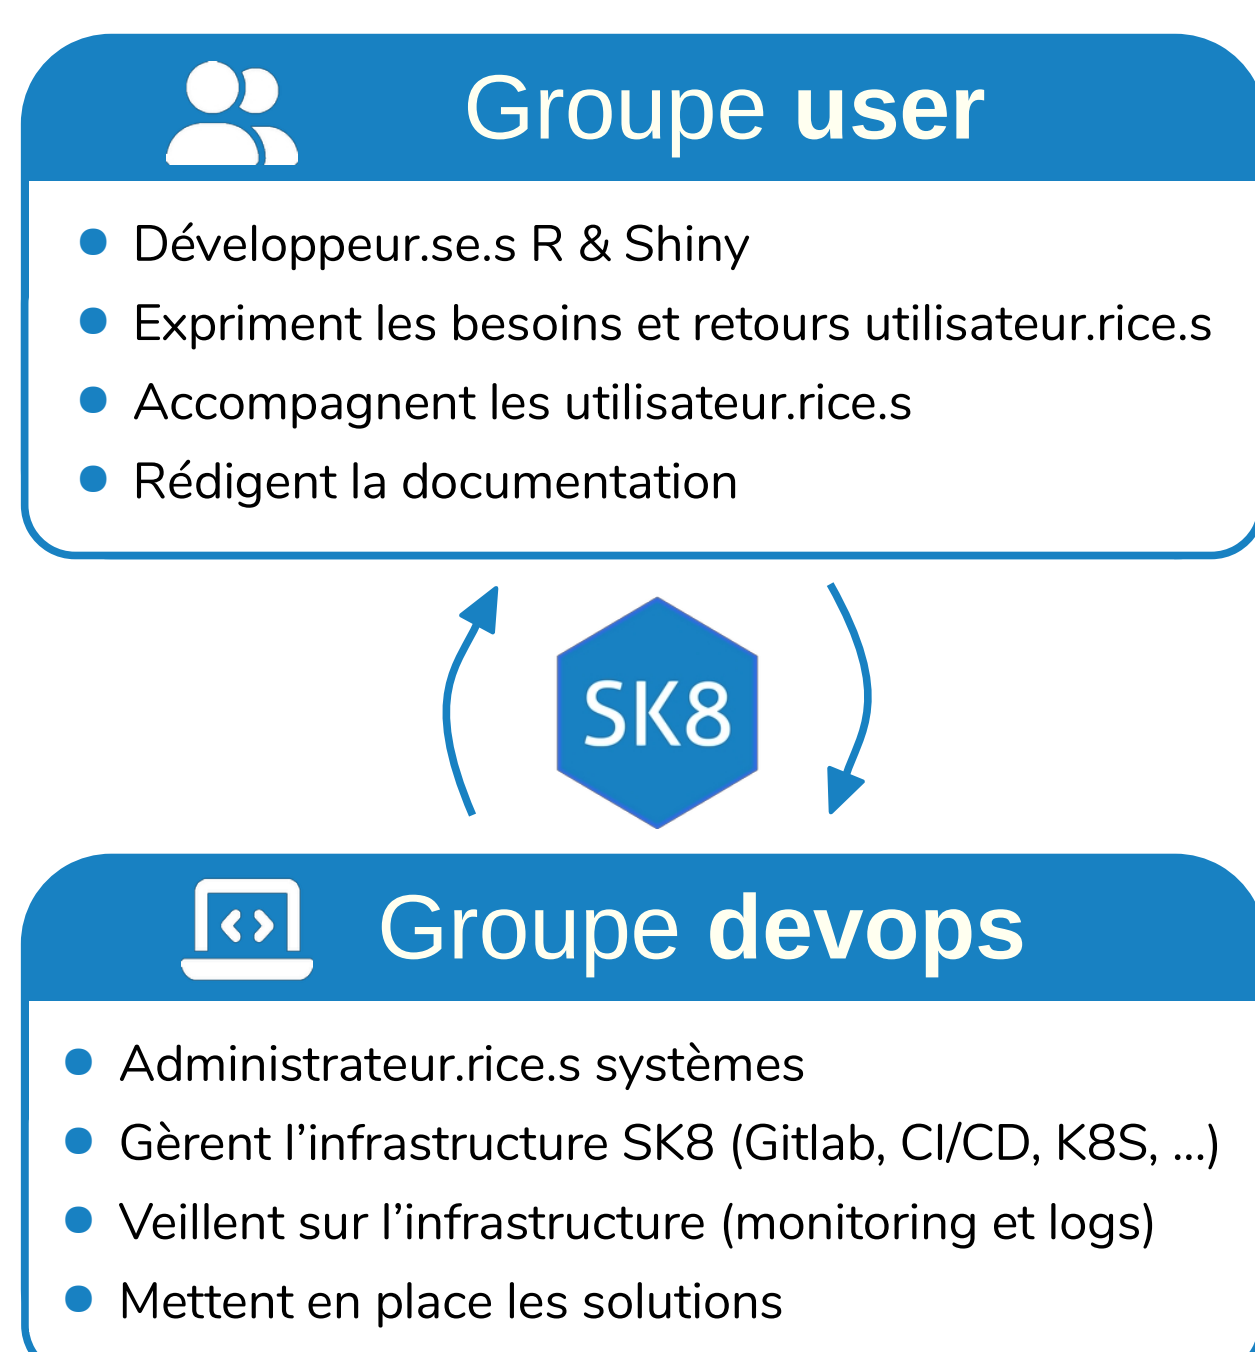 Groupe user
Développeur.se.s R & Shiny
Expriment les besoins et retours utilisateur.rice.s
Accompagnent les utilisateur.rice.s
Rédigent la documentation
SK8
Groupe devops
Administrateur.rice.s systèmes
Gèrent l’infrastructure SK8 (Gitlab, CI/CD, K8S, ...)
Veillent sur l’infrastructure (monitoring et logs)
Mettent en place les solutions